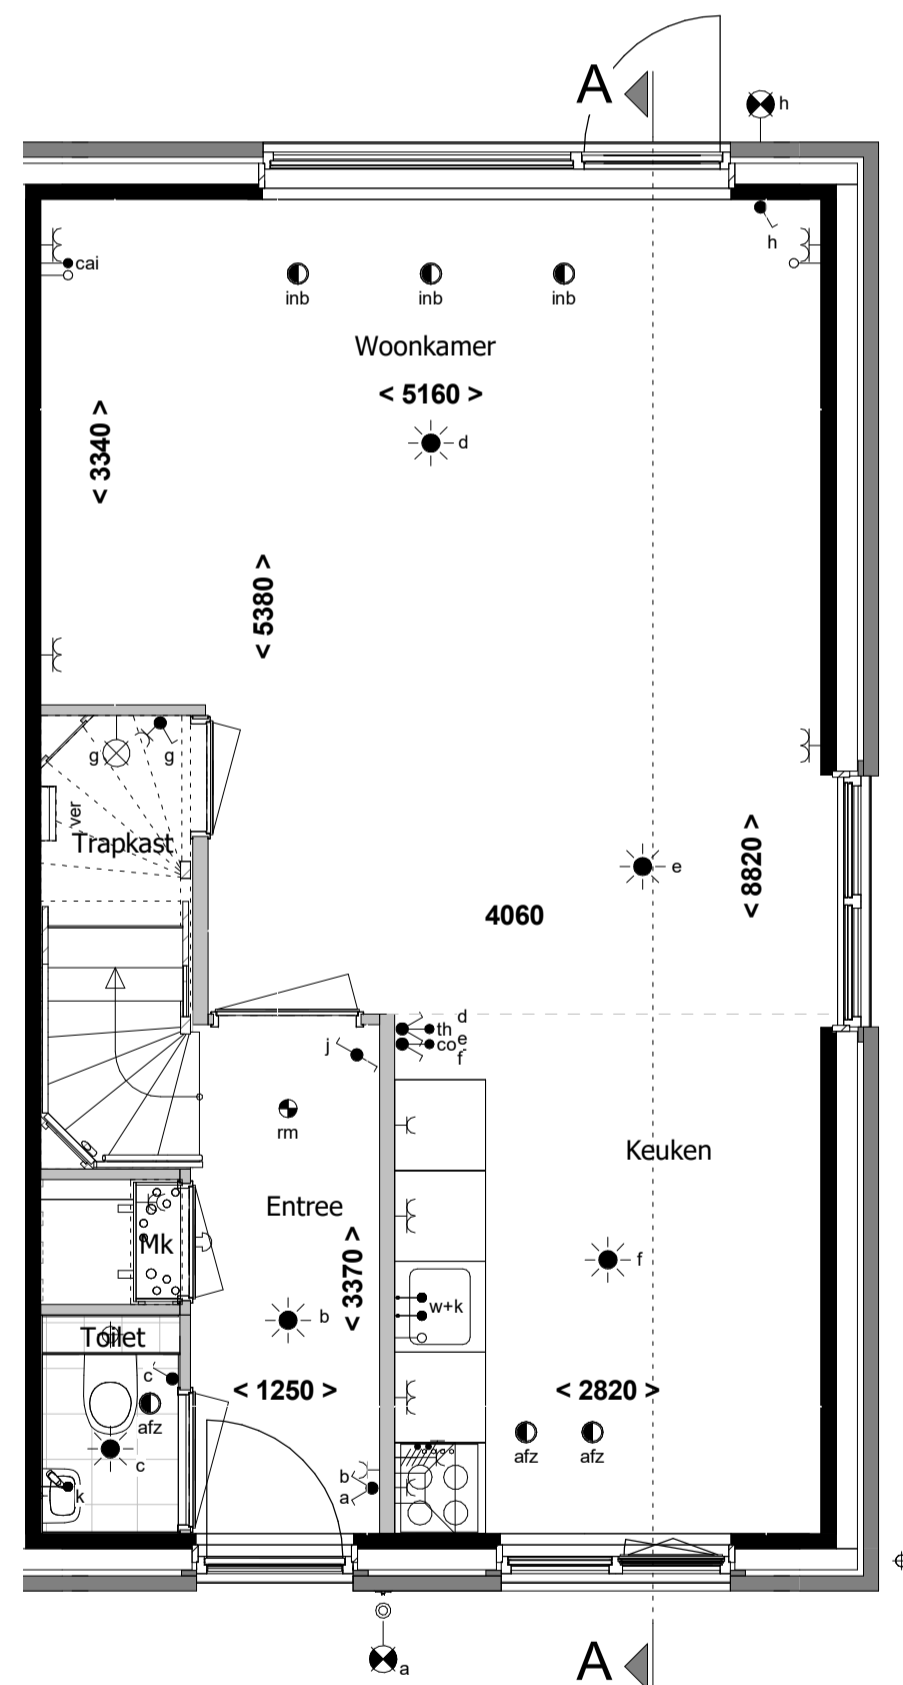 A
h
h
cai
inb inb inb
Woonkamer
< 5160 >
d
< 3340 >
< 5380 >
g g
ver
Trapkast
e
< 8820 >
4060
d
th
e
co
f
j
rm
Keuken
Entree
Mk
< 3370 >
f
w+k
b
Toilet
c
< 1250 >
< 2820 >
afz
afz afz
c
b
k
a
a
A